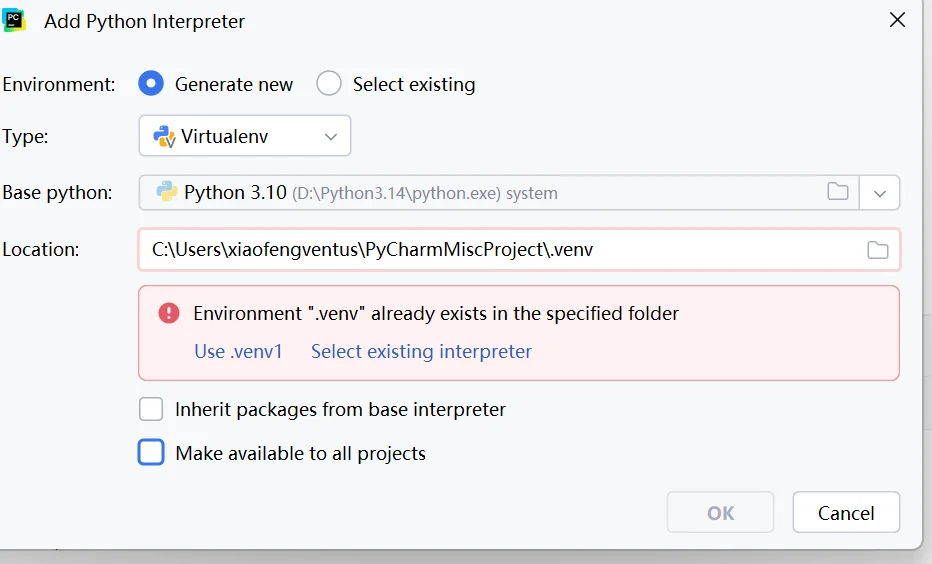 PC
Add Python Interpreter
Environment: Generate new Select existing
Type: Virtualenv
Base python: Python 3.10 (D:\Python3.14\python.exe) system
Location: C:\Users\xiaofengventus\PyCharmMiscProject\.venv
Environment ".venv" already exists in the specified folder
Use .venv1 Select existing interpreter
Inherit packages from base interpreter
Make available to all projects
OK Cancel